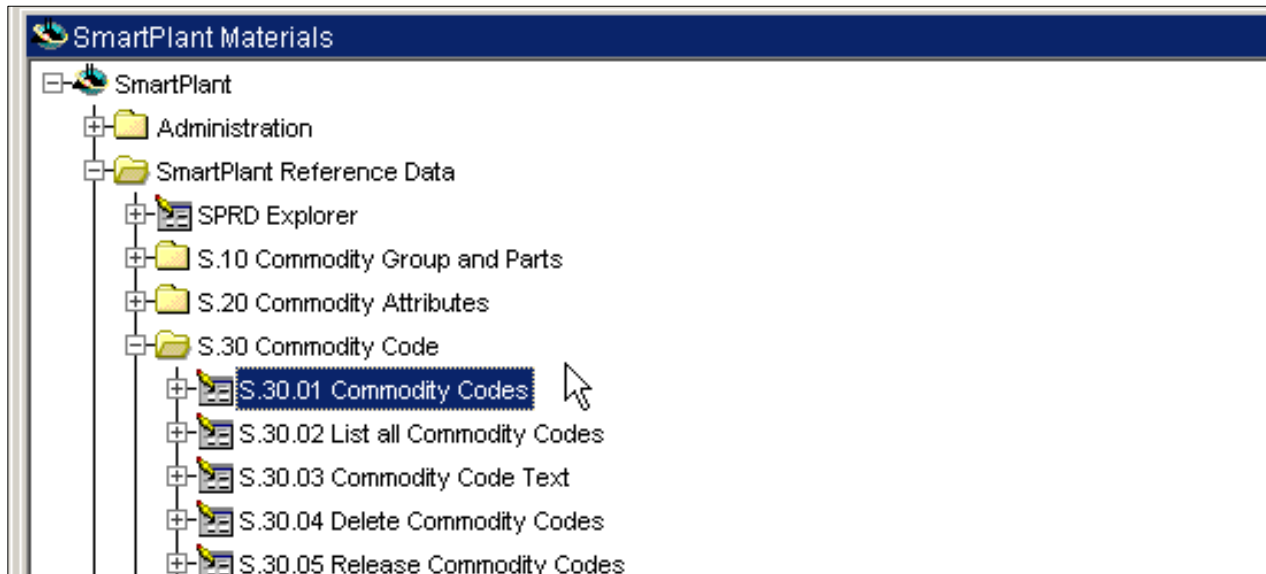 SmartPlant Materials
SmartPlant
Administration
SmartPlant Reference Data
SPRD Explorer
S.10 Commodity Group and Parts
S.20 Commodity Attributes
S.30 Commodity Code
S.30.01 Commodity Codes
S.30.02 List all Commodity Codes
S.30.03 Commodity Code Text
S.30.04 Delete Commodity Codes
S.30.05 Release Commodity Codes